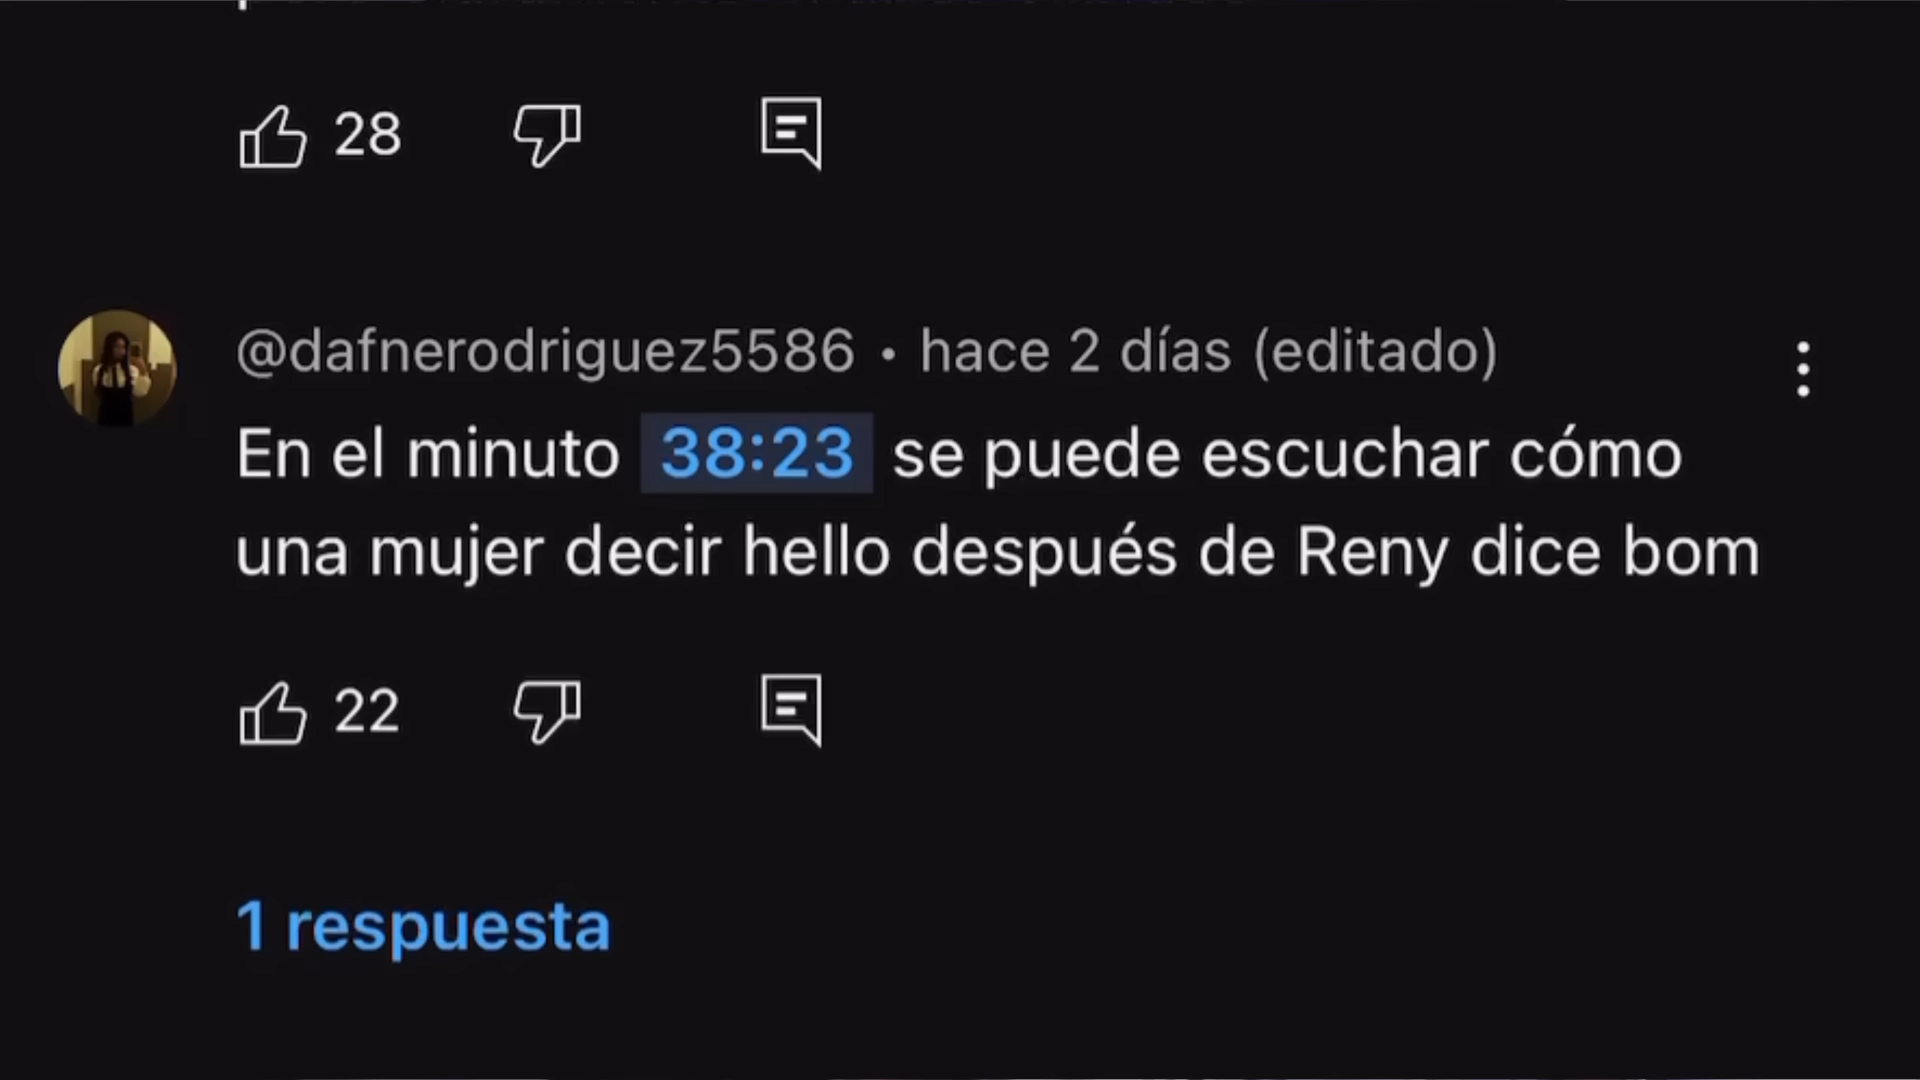 28
@dafnerodriguez5586 • hace 2 días (editado)
En el minuto 38:23 se puede escuchar cómo
una mujer decir hello después de Reny dice bom
22
1 respuesta